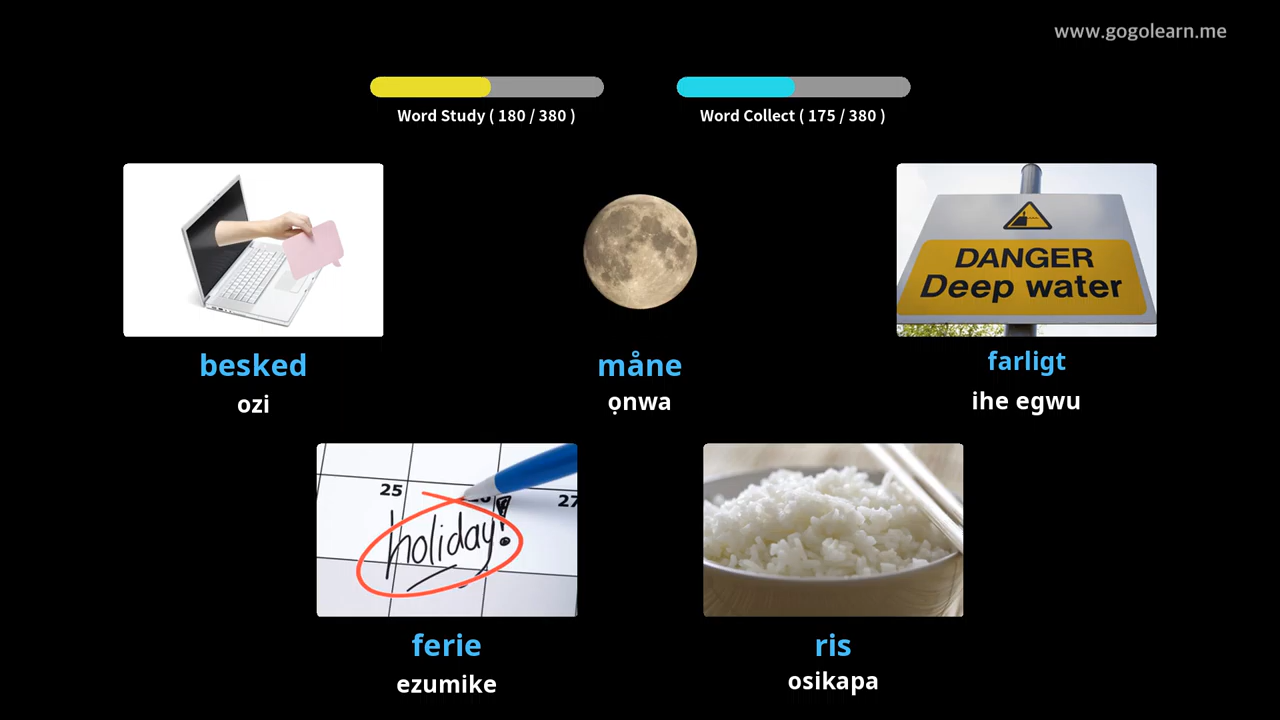 www.gogolearn.me
Word Study ( 180 / 380 )
Word Collect ( 175 / 380 )
DANGER
Deep water
besked
ozi
måne
ọnwa
farligt
ihe egwu
25
27
holiday!
ferie
ezumike
ris
osikapa